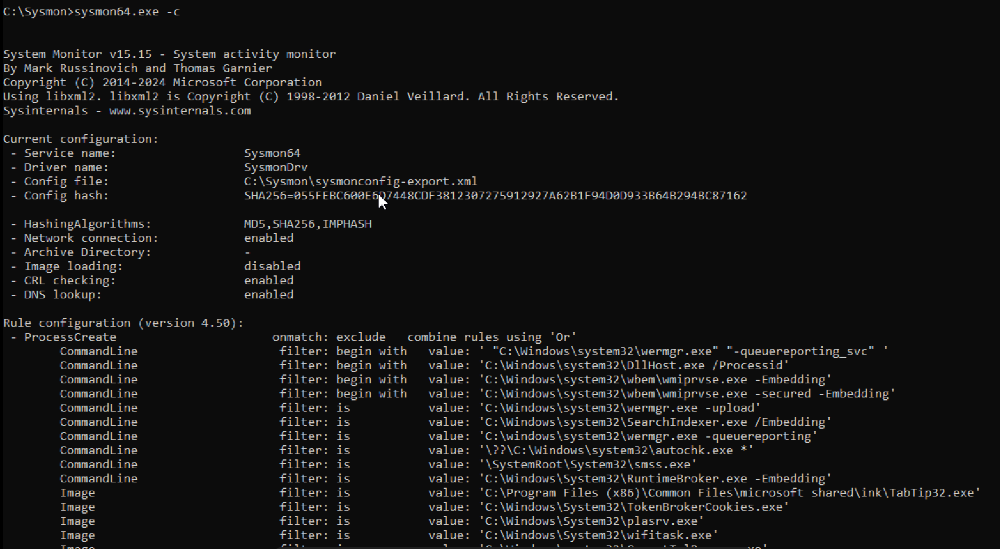 C:\Sysmon>sysmon64.exe -c
System Monitor v15.15 - System activity monitor
By Mark Russinovich and Thomas Garnier
Copyright (C) 2014-2024 Microsoft Corporation
Using libxml2. libxml2 is Copyright (C) 1998-2012 Daniel Veillard. All Rights Reserved.
Sysinternals - www.sysinternals.com
Current configuration:
- Service name: Sysmon64
- Driver name: SysmonDrv
- Config file: C:\Sysmon\sysmonconfig-export.xml
- Config hash: SHA256=055FEBC600E6D7448CDF3812307275912927A62B1F94D0D933B64B294BC87162
- HashingAlgorithms: MD5,SHA256,IMPHASH
- Network connection: enabled
- Archive Directory: -
- Image loading: disabled
- CRL checking: enabled
- DNS lookup: enabled
Rule configuration (version 4.50):
- ProcessCreate onmatch: exclude combine rules using 'Or'
CommandLine filter: begin with value: ' "C:\Windows\system32\wermgr.exe" "-queuereporting_svc" '
CommandLine filter: begin with value: 'C:\Windows\system32\DllHost.exe /Processid'
CommandLine filter: begin with value: 'C:\Windows\system32\wbem\wmiprvse.exe -Embedding'
CommandLine filter: begin with value: 'C:\Windows\system32\wbem\wmiprvse.exe -secured -Embedding'
CommandLine filter: is value: 'C:\Windows\system32\wermgr.exe -upload'
CommandLine filter: is value: 'C:\Windows\system32\SearchIndexer.exe /Embedding'
CommandLine filter: is value: 'C:\windows\system32\wermgr.exe -queuereporting'
CommandLine filter: is value: '\??\C:\Windows\system32\autochk.exe *'
CommandLine filter: is value: '\SystemRoot\System32\smss.exe'
CommandLine filter: is value: 'C:\Windows\System32\RuntimeBroker.exe -Embedding'
Image filter: is value: 'C:\Program Files (x86)\Common Files\microsoft shared\ink\TabTip32.exe'
Image filter: is value: 'C:\Windows\System32\TokenBrokerCookies.exe'
Image filter: is value: 'C:\Windows\System32\plasrv.exe'
Image filter: is value: 'C:\Windows\System32\wifitask.exe'